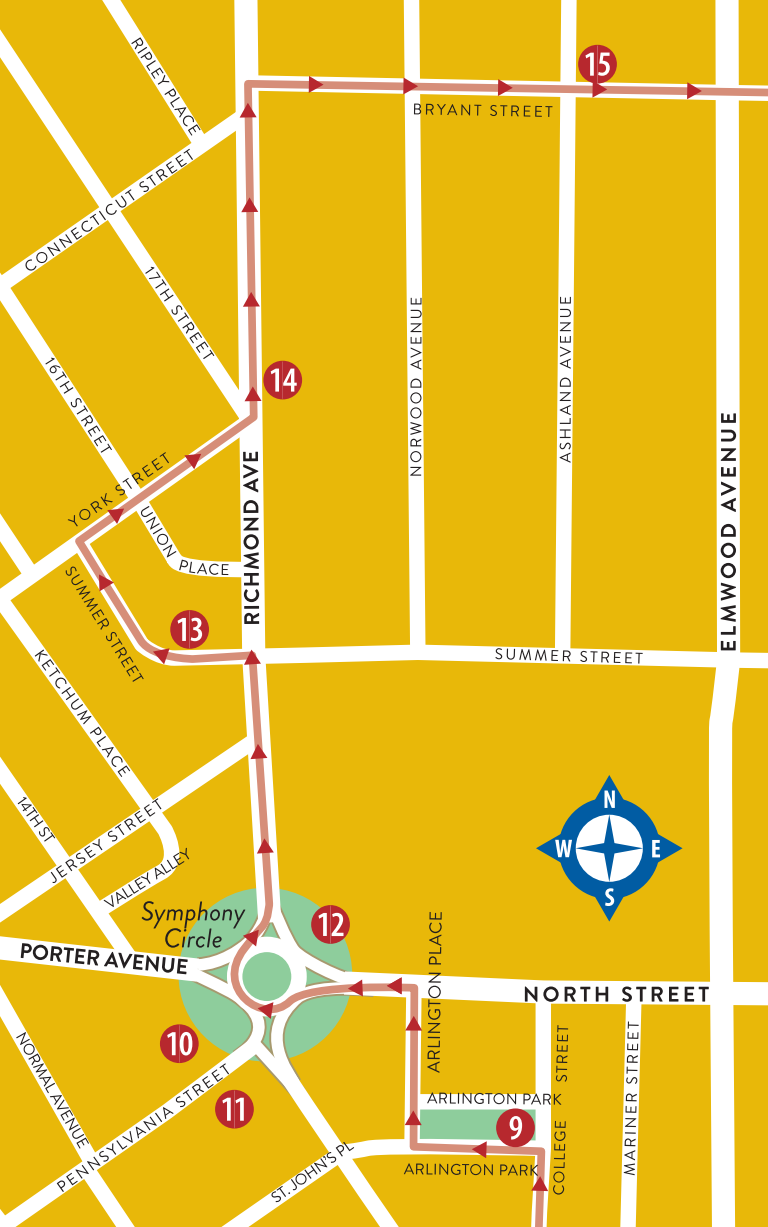 RIPLEY PLACE
15
BRYANT STREET
CONNECTICUT STREET
17TH STREET
NORWOOD AVENUE
ASHLAND AVENUE
16TH STREET
14
ELMWOOD AVENUE
RICHMOND AVE
YORK STREET
UNION PLACE
SUMMER STREET
13
SUMMER STREET
KETCHUM PLACE
14TH ST
JERSEY STREET
VALLEY ALLEY
N
W
E
S
Symphony
Circle
12
PORTER AVENUE
ARLINGTON PLACE
NORTH STREET
10
NORMAL AVENUE
PENNSYLVANIA STREET
11
COLLEGE STREET
MARINER STREET
ARLINGTON PARK
9
ST. JOHN'S PL
ARLINGTON PARK